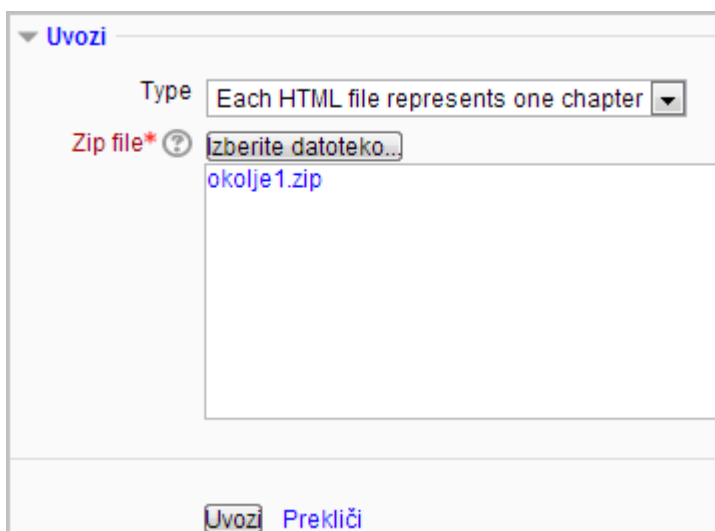 Uvozi
Type Each HTML file represents one chapter
Zip file* Izberite datoteko...
okolje1.zip
Uvozi Prekliči